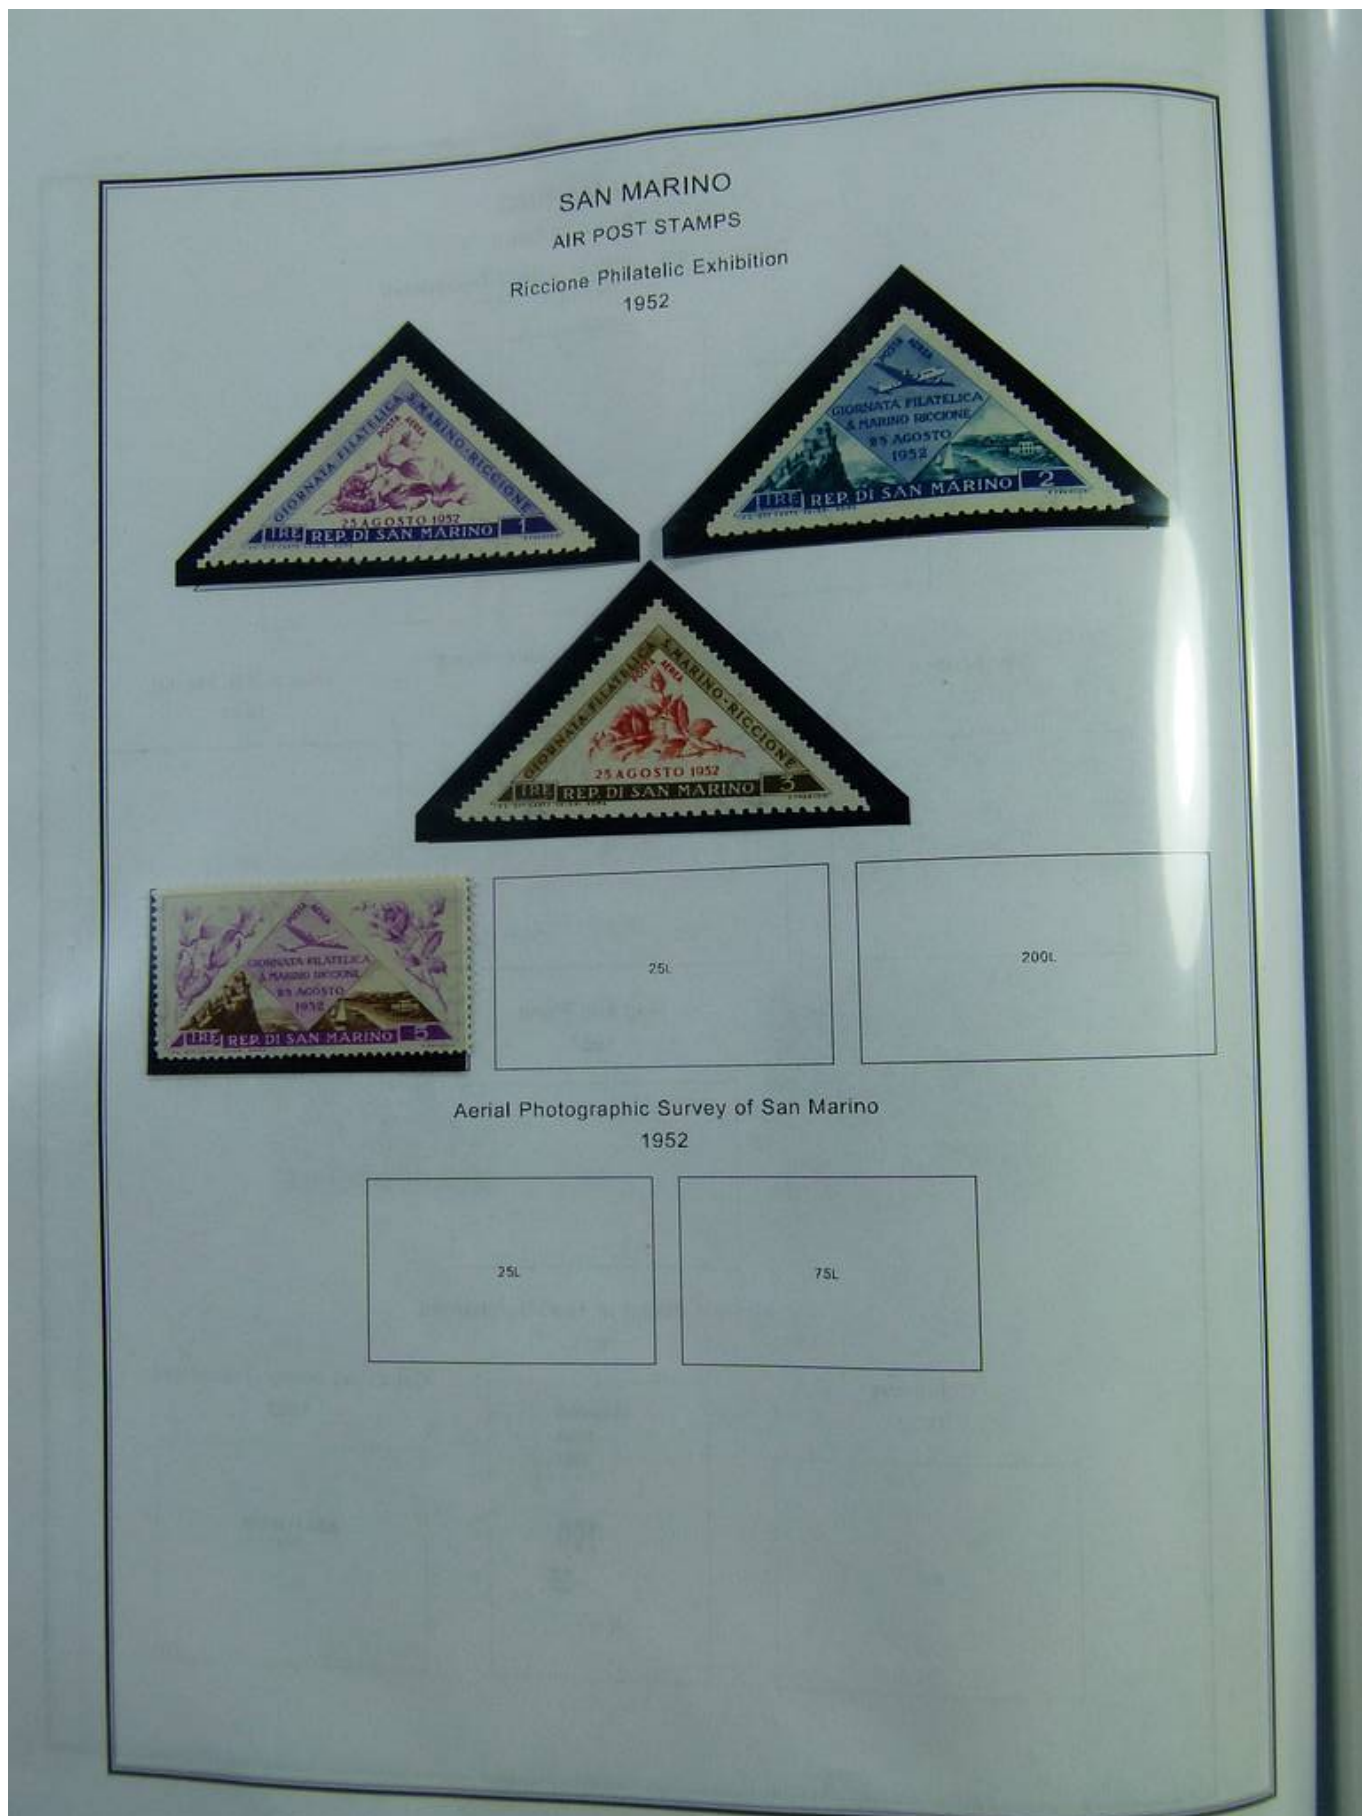 SAN MARINO
AIR POST STAMPS
Riccione Philatelic Exhibition
1952
GIORNATA FILATELICA S.MARINO-RICCIONE
POSTA AEREA
25 AGOSTO 1952
LIRE REP. DI SAN MARINO 1
POSTA AEREA
GIORNATA FILATELICA
S. MARINO RICCIONE
25 AGOSTO
1952
LIRE REP. DI SAN MARINO 2
GIORNATA FILATELICA S.MARINO-RICCIONE
POSTA AEREA
25 AGOSTO 1952
LIRE REP. DI SAN MARINO 3
POSTA AEREA
GIORNATA FILATELICA
S. MARINO RICCIONE
25 AGOSTO
1952
LIRE REP. DI SAN MARINO 5
25L
200L
Aerial Photographic Survey of San Marino
1952
25L
75L